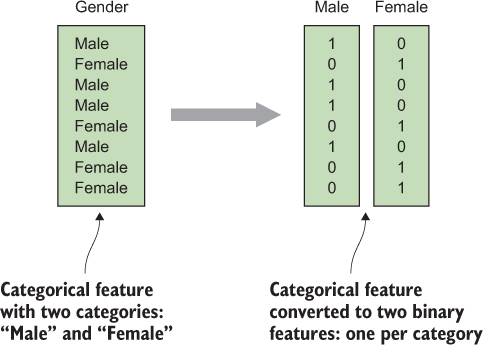 Gender Male Female
Male 1 0
Female 0 1
Male 1 0
Male 1 0
Female 0 1
Male 1 0
Female 0 1
Female 0 1
Categorical feature
with two categories:
“Male” and “Female”
Categorical feature
converted to two binary
features: one per category